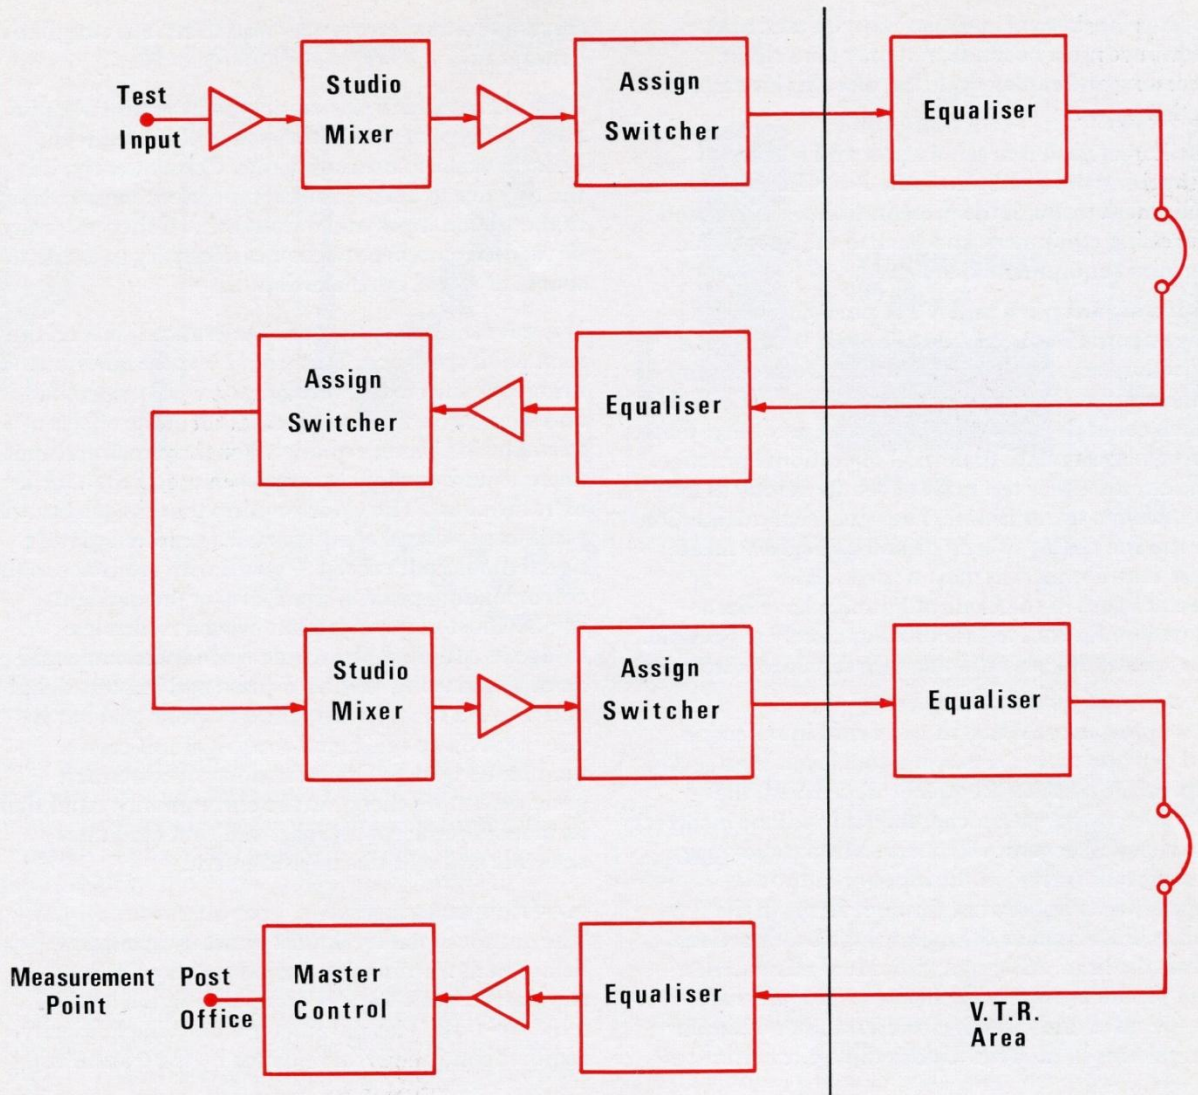 Test
Input
Studio
Mixer
Assign
Switcher
Equaliser
Assign
Switcher
Equaliser
Studio
Mixer
Assign
Switcher
Equaliser
Measurement
Point
Post
Office
Master
Control
Equaliser
V.T.R.
Area